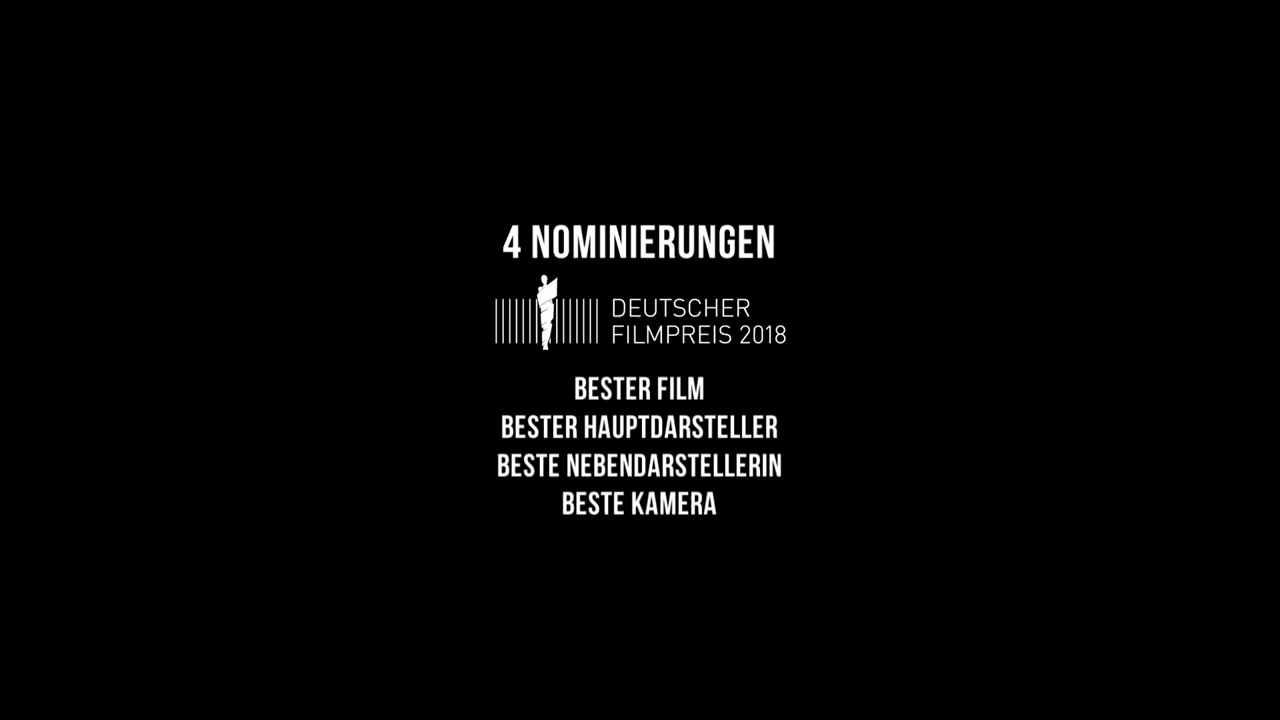 4 NOMINIERUNGEN
DEUTSCHER
FILMPREIS 2018
BESTER FILM
BESTER HAUPTDARSTELLER
BESTE NEBENDARSTELLERIN
BESTE KAMERA